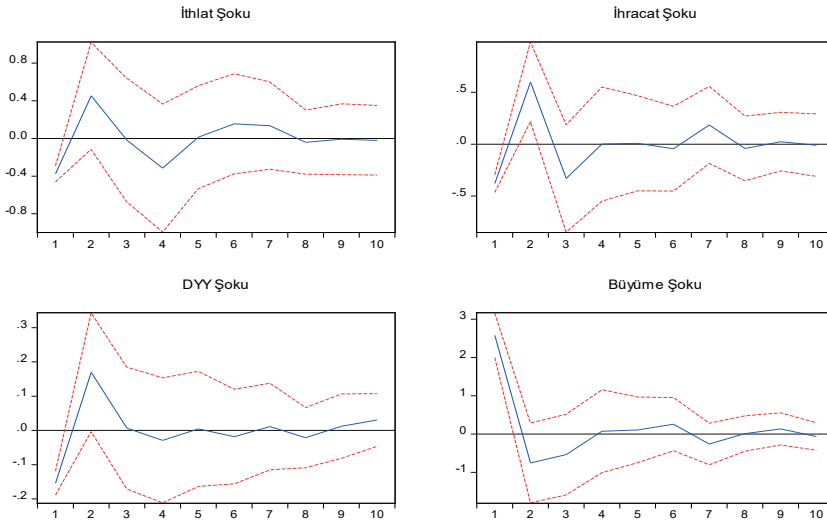 İthlat Şoku
0.8
0.4
0.0
-0.4
-0.8
1 2 3 4 5 6 7 8 9 10
İhracat Şoku
.5
.0
-.5
1 2 3 4 5 6 7 8 9 10
DYY Şoku
.3
.2
.1
.0
-.1
-.2
1 2 3 4 5 6 7 8 9 10
Büyüme Şoku
3
2
1
0
-1
1 2 3 4 5 6 7 8 9 10